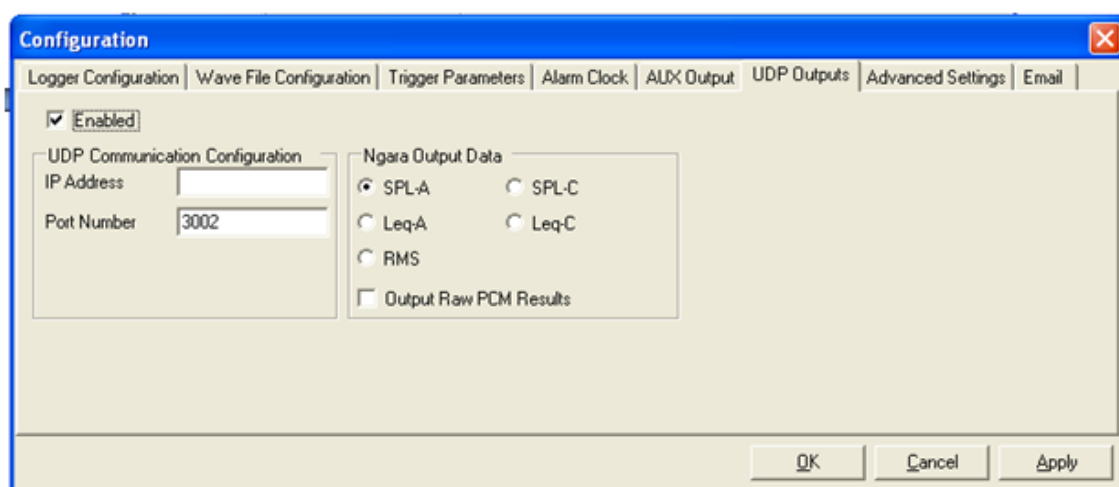 Configuration
Logger Configuration Wave File Configuration Trigger Parameters Alarm Clock AUX Output UDP Outputs Advanced Settings Email
Enabled
UDP Communication Configuration
IP Address
Port Number 3002
Ngara Output Data
SPL-A SPL-C
Leq-A Leq-C
RMS
Output Raw PCM Results
OK Cancel Apply